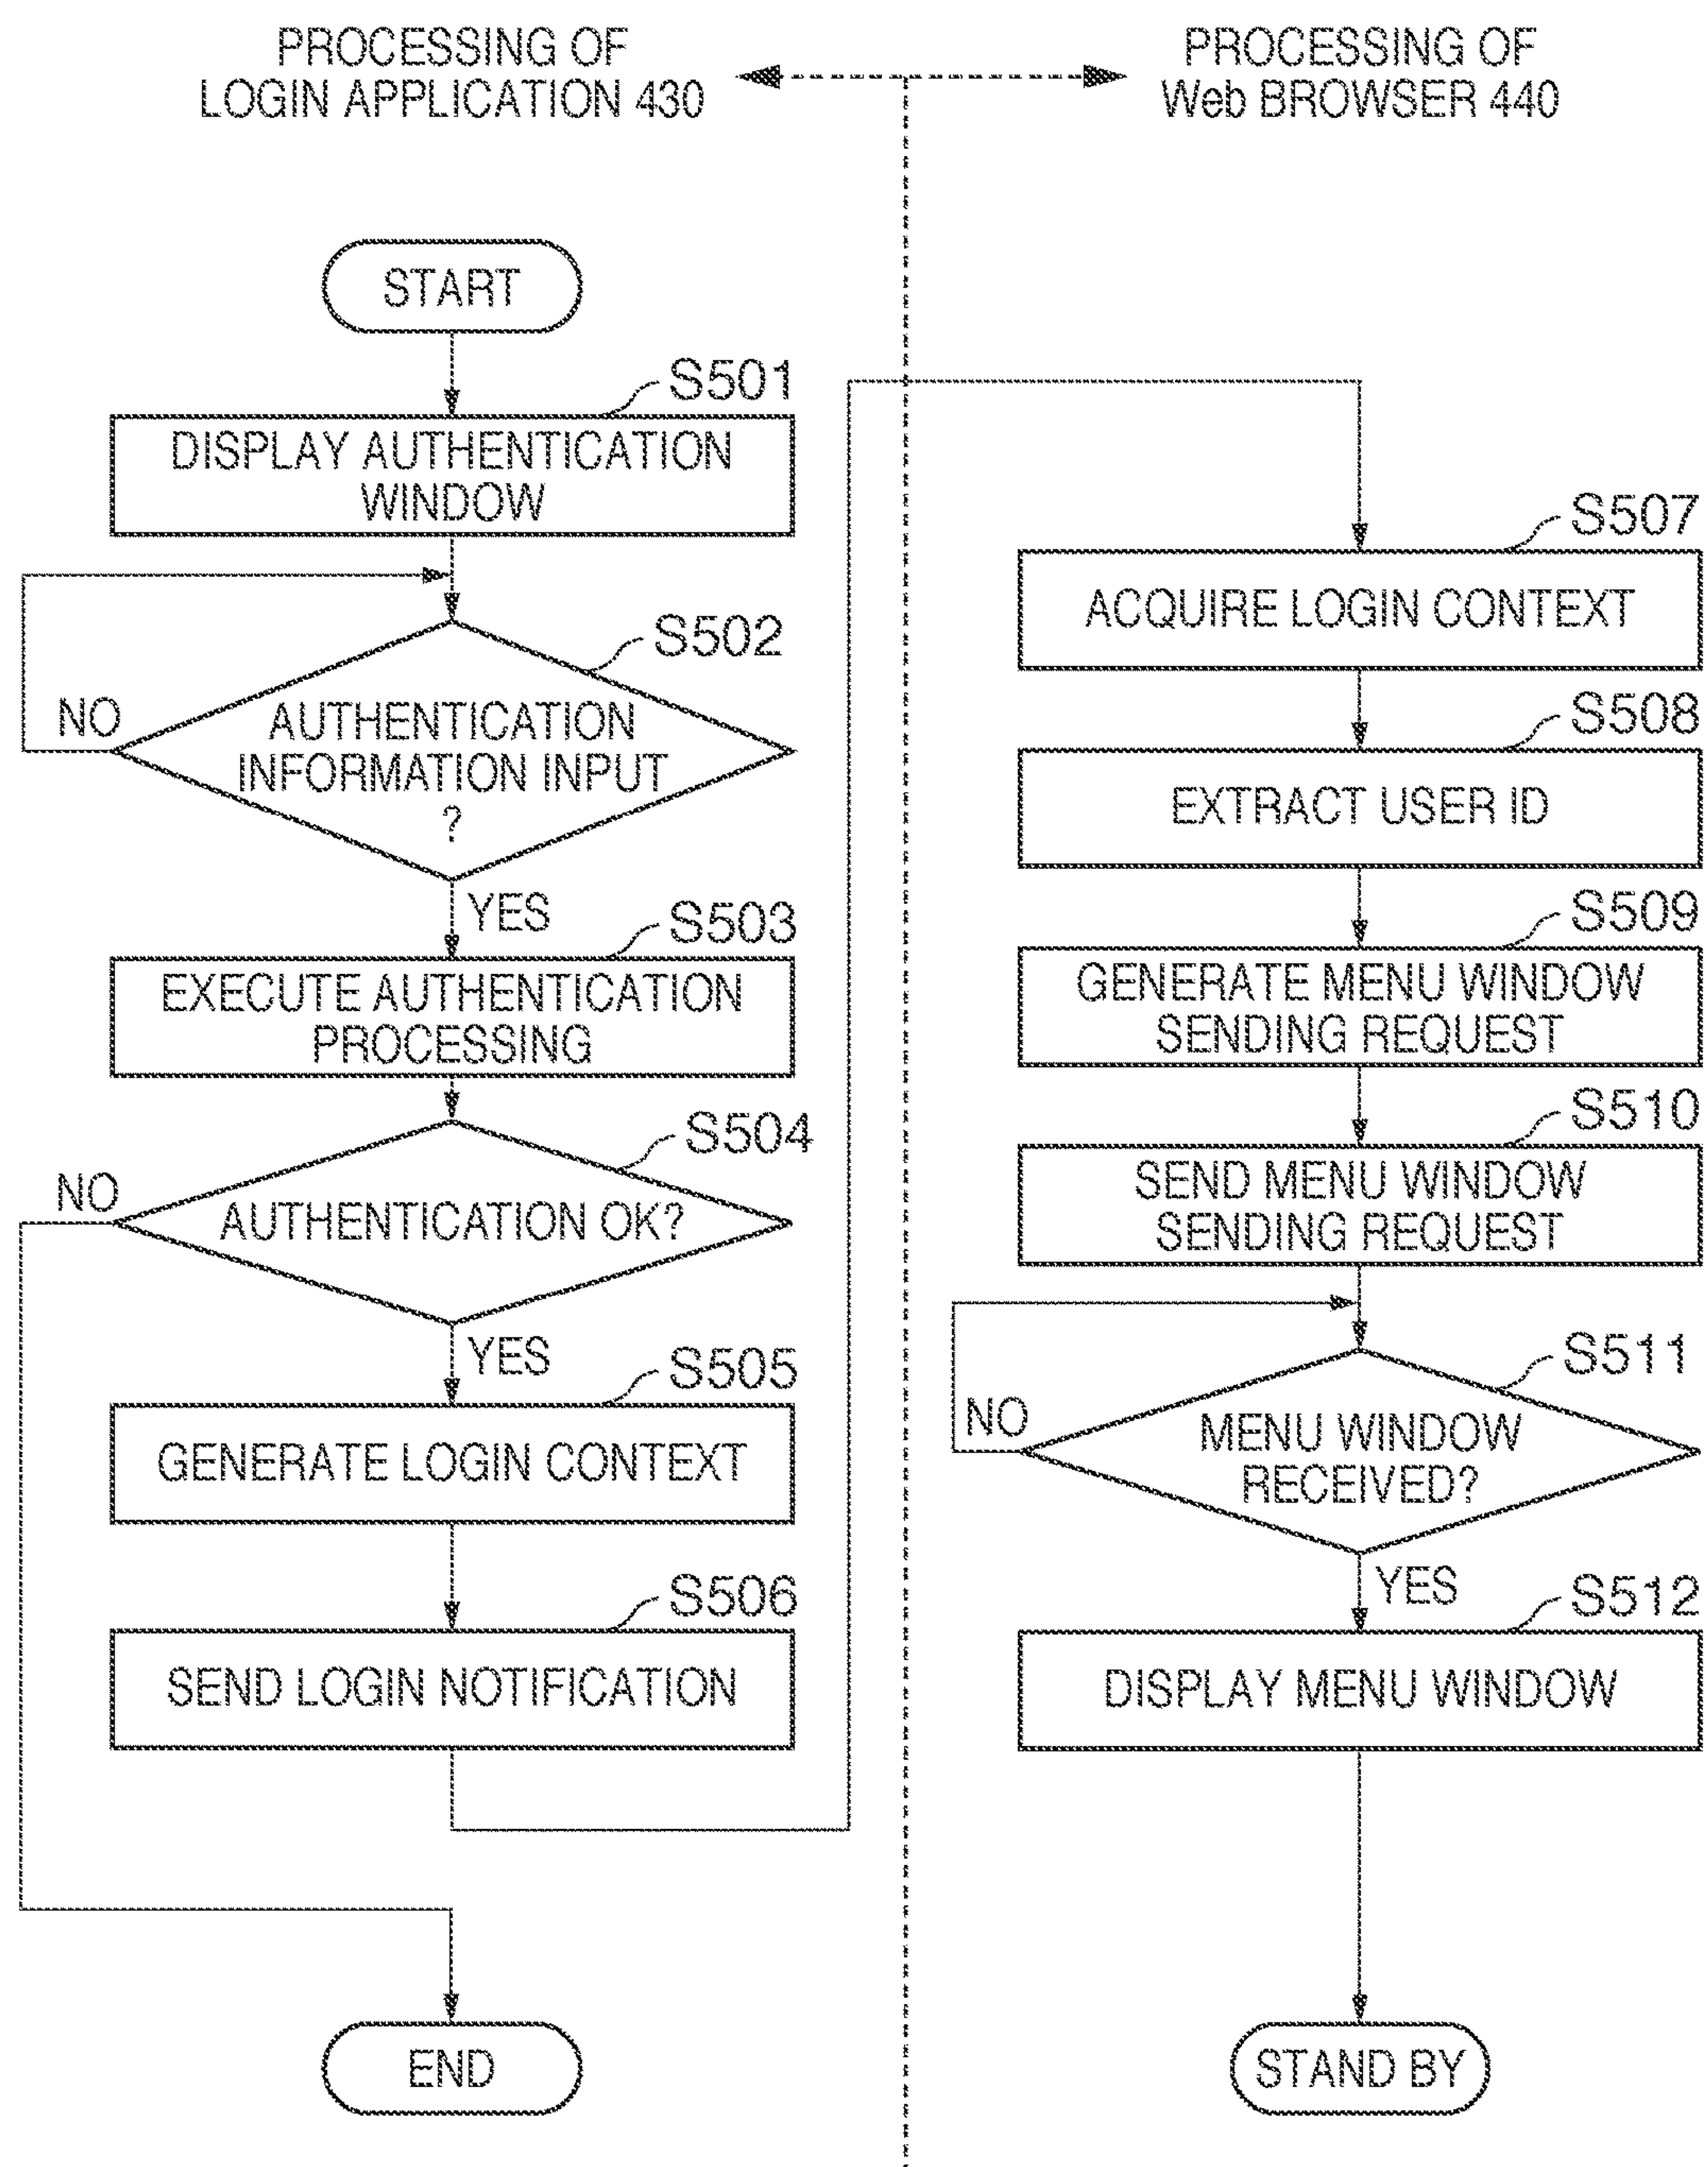 PROCESSING OF
LOGIN APPLICATION 430
PROCESSING OF
Web BROWSER 440
START
S501
DISPLAY AUTHENTICATION
WINDOW
S502
NO
AUTHENTICATION
INFORMATION INPUT
?
YES
S503
EXECUTE AUTHENTICATION
PROCESSING
S504
NO
AUTHENTICATION OK?
YES
S505
GENERATE LOGIN CONTEXT
S506
SEND LOGIN NOTIFICATION
END
S507
ACQUIRE LOGIN CONTEXT
S508
EXTRACT USER ID
S509
GENERATE MENU WINDOW
SENDING REQUEST
S510
SEND MENU WINDOW
SENDING REQUEST
S511
NO
MENU WINDOW
RECEIVED?
YES
S512
DISPLAY MENU WINDOW
STAND BY